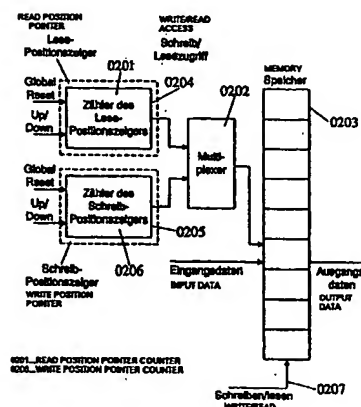 READ POSITION
POINTER
Lese-
Positionszeiger
WRITE/READ
ACCESS
Schreib/
Lesezugriff
0201
0204
0202
MEMORY
Speicher
0203
Global
Reset
Up/
Down
Zähler des
Lese-
Positionszeigers
Multi-
plexer
Global
Reset
Up/
Down
Zähler des
Schreib-
Positionszeigers
0205
0206
Schreib-
Positionszeiger
WRITE POSITION
POINTER
Eingangsdaten
INPUT DATA
Ausgangs
daten
OUTPUT
DATA
0201...READ POSITION POINTER COUNTER
0206...WRITE POSITION POINTER COUNTER
Schreiben/lesen
WRITE/READ
0207